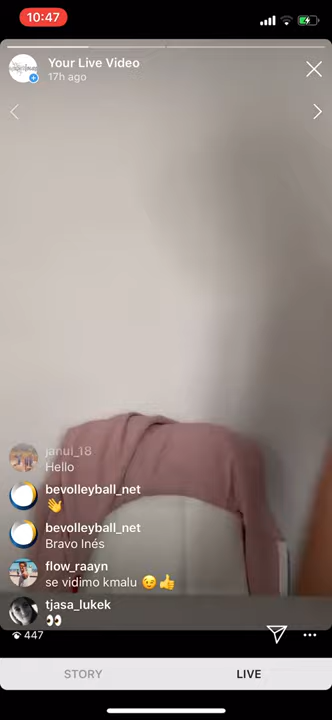 10:47
Your Live Video
17h ago
janul_18
Hello
bevolleyball_net
👋
bevolleyball_net
Bravo Inés
flow_raayn
se vidimo kmalu 😉👍
tjasa_lukek
👀
447
STORY LIVE